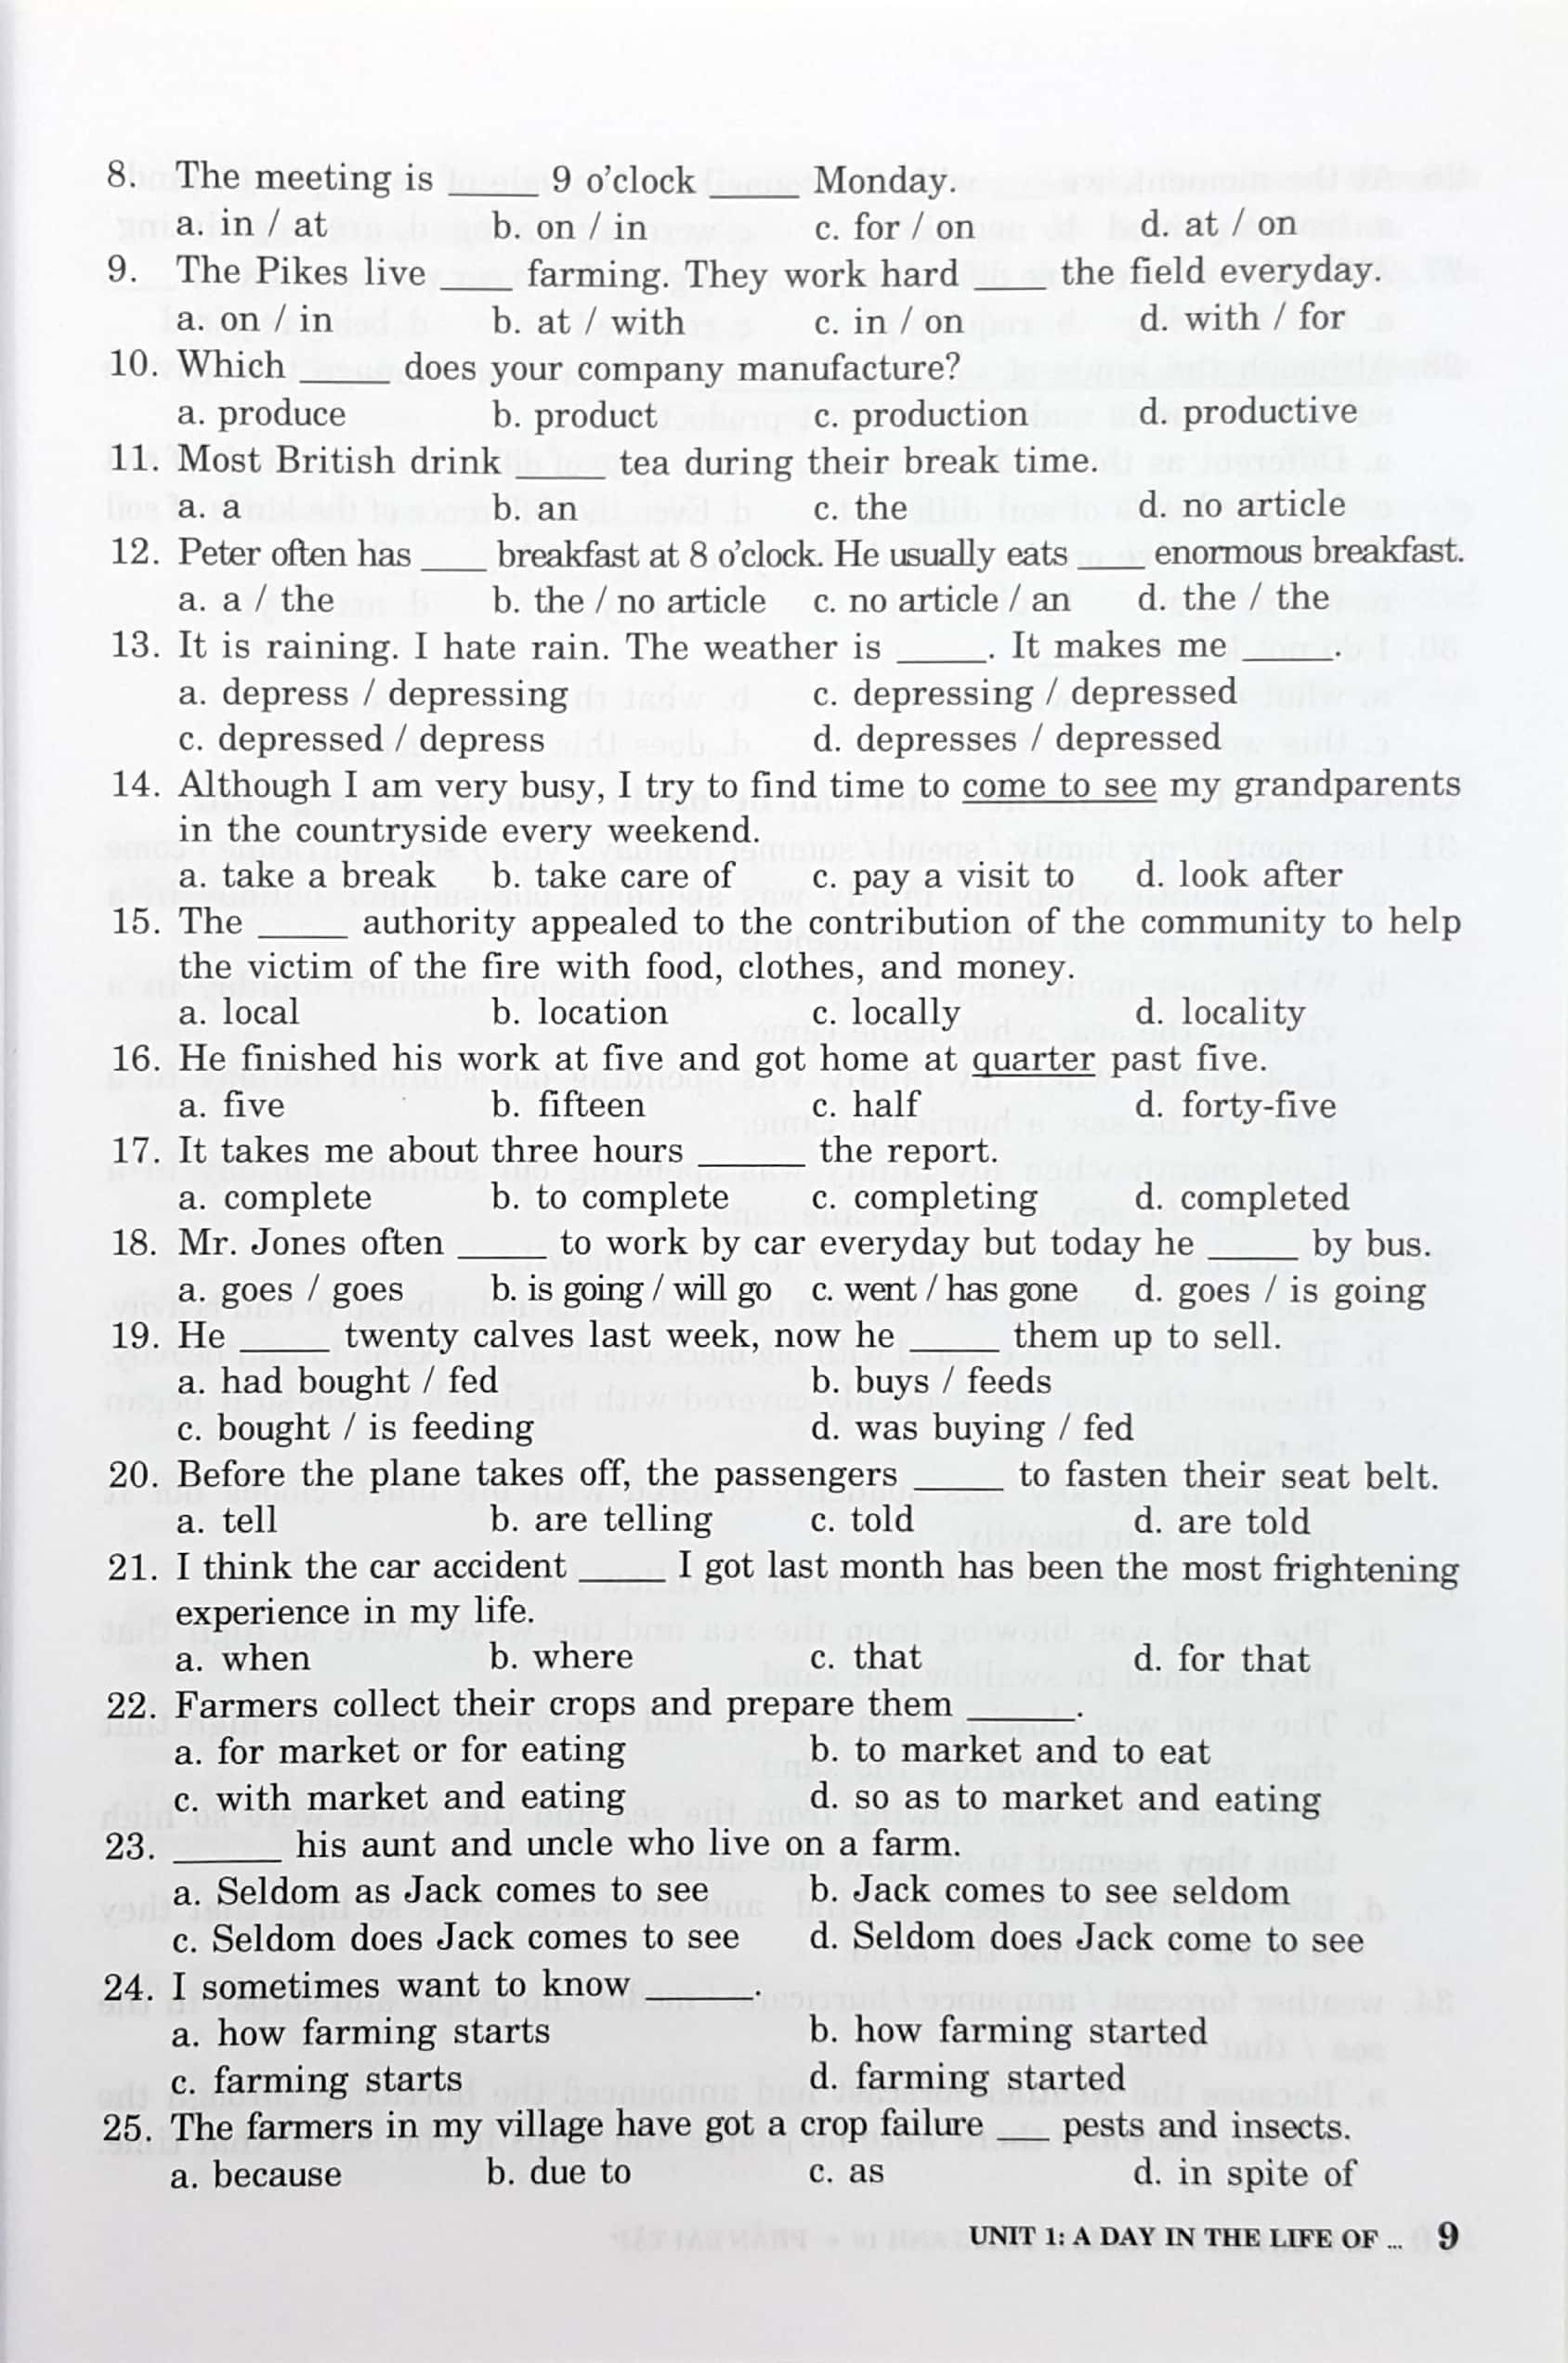 8. The meeting is _____ 9 o'clock _____ Monday.
a. in / at b. on / in c. for / on d. at / on
9. The Pikes live ____ farming. They work hard ____ the field everyday.
a. on / in b. at / with c. in / on d. with / for
10. Which _____ does your company manufacture?
a. produce b. product c. production d. productive
11. Most British drink _____ tea during their break time.
a. a b. an c. the d. no article
12. Peter often has ____ breakfast at 8 o'clock. He usually eats ____ enormous breakfast.
a. a / the b. the / no article c. no article / an d. the / the
13. It is raining. I hate rain. The weather is _____. It makes me _____.
a. depress / depressing c. depressing / depressed
c. depressed / depress d. depresses / depressed
14. Although I am very busy, I try to find time to come to see my grandparents
in the countryside every weekend.
a. take a break b. take care of c. pay a visit to d. look after
15. The _____ authority appealed to the contribution of the community to help
the victim of the fire with food, clothes, and money.
a. local b. location c. locally d. locality
16. He finished his work at five and got home at quarter past five.
a. five b. fifteen c. half d. forty-five
17. It takes me about three hours ______ the report.
a. complete b. to complete c. completing d. completed
18. Mr. Jones often _____ to work by car everyday but today he _____ by bus.
a. goes / goes b. is going / will go c. went / has gone d. goes / is going
19. He _____ twenty calves last week, now he _____ them up to sell.
a. had bought / fed b. buys / feeds
c. bought / is feeding d. was buying / fed
20. Before the plane takes off, the passengers _____ to fasten their seat belt.
a. tell b. are telling c. told d. are told
21. I think the car accident _____ I got last month has been the most frightening
experience in my life.
a. when b. where c. that d. for that
22. Farmers collect their crops and prepare them ______.
a. for market or for eating b. to market and to eat
c. with market and eating d. so as to market and eating
23. ______ his aunt and uncle who live on a farm.
a. Seldom as Jack comes to see b. Jack comes to see seldom
c. Seldom does Jack comes to see d. Seldom does Jack come to see
24. I sometimes want to know ______.
a. how farming starts b. how farming started
c. farming starts d. farming started
25. The farmers in my village have got a crop failure ___ pests and insects.
a. because b. due to c. as d. in spite of
UNIT 1: A DAY IN THE LIFE OF ... 9